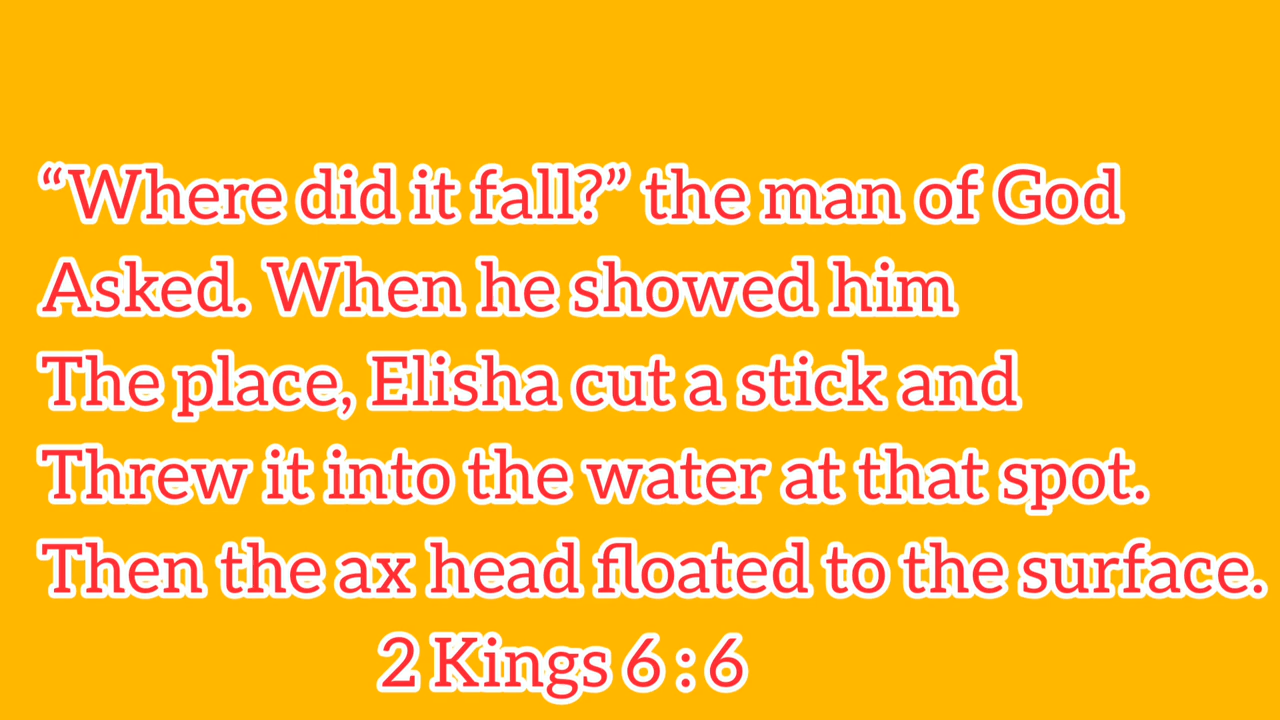 “Where did it fall?” the man of God
Asked. When he showed him
The place, Elisha cut a stick and
Threw it into the water at that spot.
Then the ax head floated to the surface.
2 Kings 6 : 6